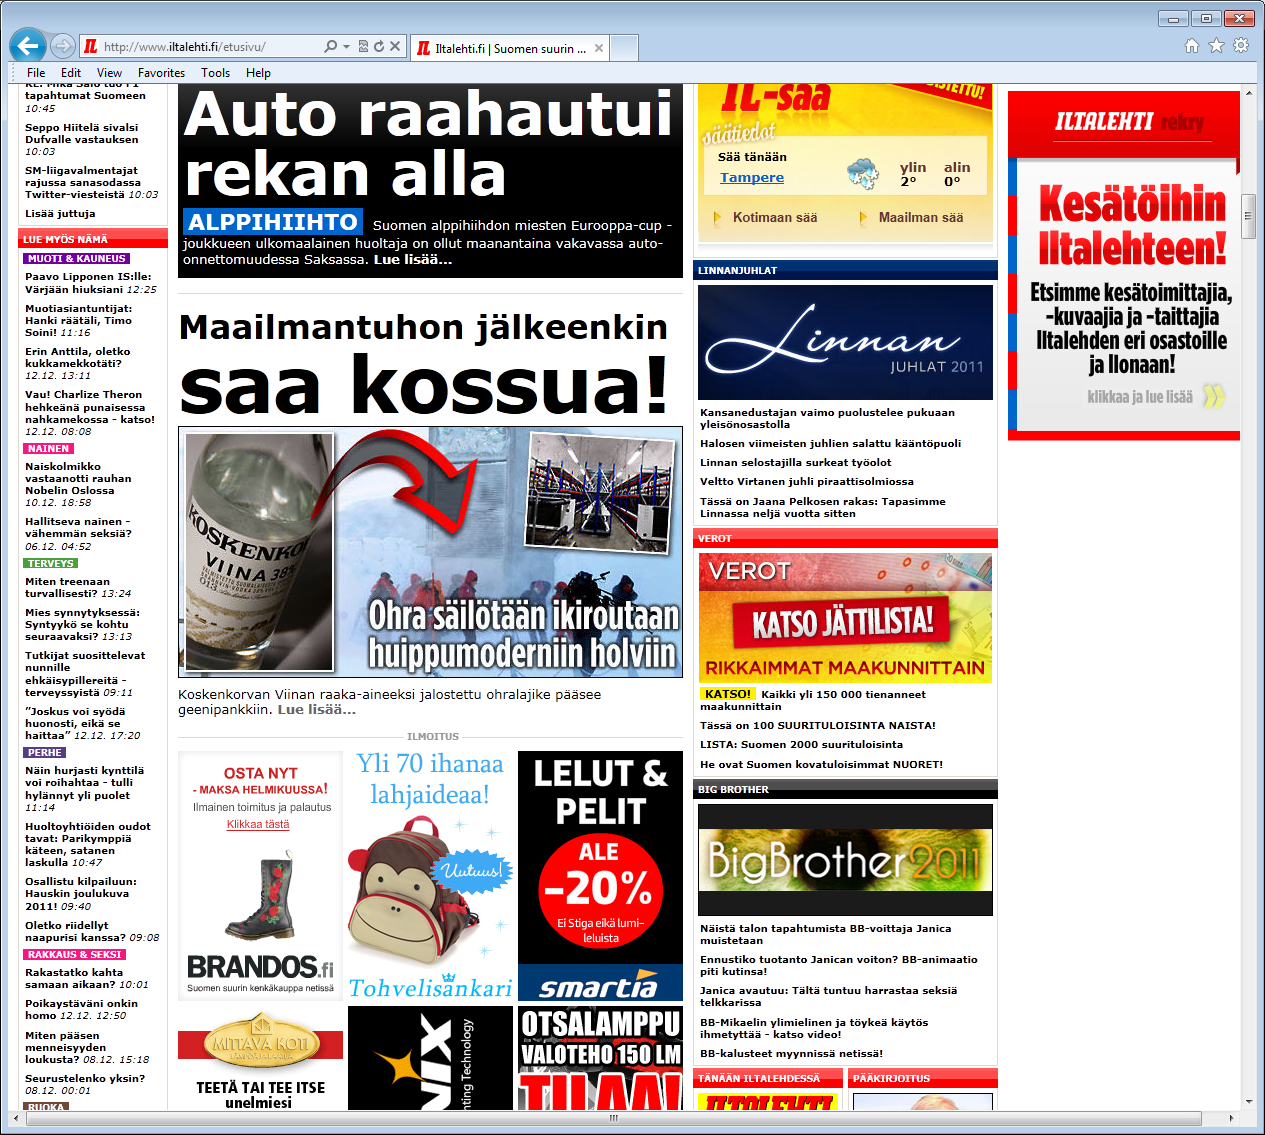 http://www.iltalehti.fi/etusivu/
Iltalehti.fi | Suomen suurin ...
File Edit View Favorites Tools Help
tapahtumat Suomeen
10:45
Seppo Hiitelä sivalsi
Dufvalle vastauksen
10:03
SM-liigavalmentajat
rajussa sanasodassa
Twitter-viesteistä 10:03
Lisää juttuja
LUE MYÖS NÄMÄ
MUOTI & KAUNEUS
Paavo Lipponen IS:lle:
Värjään hiuksiani 12:25
Muotiasiantuntijat:
Hanki räätäli, Timo
Soini! 11:16
Erin Anttila, oletko
kukkamekkotäti?
12.12. 13:11
Vau! Charlize Theron
hehkeänä punaisessa
nahkamekossa - katso!
12.12. 08:08
NAINEN
Naiskolmikko
vastaanotti rauhan
Nobelin Oslossa
10.12. 18:58
Hallitseva nainen -
vähemmän seksiä?
06.12. 04:52
TERVEYS
Miten treenaan
turvallisesti? 13:24
Mies synnytyksessä:
Syntyykö se kohtu
seuraavaksi? 13:13
Tutkijat suosittelevat
nunnille
ehkäisypillereitä -
terveyssyistä 09:11
”Joskus voi syödä
huonosti, eikä se
haittaa” 12.12. 17:20
PERHE
Näin hurjasti kynttilä
voi roihahtaa - tulli
hylännyt yli puolet
11:14
Huoltoyhtiöiden oudot
tavat: Parikymppiä
käteen, satanen
laskulla 10:47
Osallistu kilpailuun:
Hauskin joulukuva
2011! 09:40
Oletko riidellyt
naapurisi kanssa? 09:08
RAKKAUS & SEKSI
Rakastatko kahta
samaan aikaan? 10:01
Poikaystäväni onkin
homo 12.12. 12:50
Miten pääsen
menneisyyden
loukusta? 08.12. 15:18
Seurustelenko yksin?
08.12. 00:01
RUOKA
Auto raahautui
rekan alla
ALPPIHIIHTO Suomen alppihiihdon miesten Eurooppa-cup -
joukkueen ulkomaalainen huoltaja on ollut maanantaina vakavassa auto-
onnettomuudessa Saksassa. Lue lisää...
Maailmantuhon jälkeenkin
saa kossua!
KOSKENKO
VIINA 38%
Ohra säilötään ikiroutaan
huippumoderniin holviin
Koskenkorvan Viinan raaka-aineeksi jalostettu ohralajike pääsee
geenipankkiin. Lue lisää...
ILMOITUS
OSTA NYT
- MAKSA HELMIKUUSSA!
Ilmainen toimitus ja palautus
Klikkaa tästä
BRANDOS.fi
Suomen suurin kenkäkauppa netissä
Yli 70 ihanaa
lahjaideaa!
Uutuus!
Tohvelisankari
LELUT &
PELIT
ALE
–20%
Ei Stiga eikä lumi-
leluista
smartia
MITTAVA KOTI
TEETÄ TAI TEE ITSE
unelmiesi
NIX
nting Technology
OTSALAMPPU
VALOTEHO 150 LM
TILAA!
IL-sää
säätiedot
Sää tänään
Tampere
ylin alin
2° 0°
Kotimaan sää Maailman sää
LINNANJUHLAT
Linnan
JUHLAT 2011
Kansanedustajan vaimo puolustelee pukuaan
yleisönosastolla
Halosen viimeisten juhlien salattu kääntöpuoli
Linnan selostajilla surkeat työolot
Veltto Virtanen juhli piraattisolmiossa
Tässä on Jaana Pelkosen rakas: Tapasimme
Linnassa neljä vuotta sitten
VEROT
VEROT
KATSO JÄTTILISTA!
RIKKAIMMAT MAAKUNNITTAIN
KATSO! Kaikki yli 150 000 tienanneet
maakunnittain
Tässä on 100 SUURITULOISINTA NAISTA!
LISTA: Suomen 2000 suurituloisinta
He ovat Suomen kovatuloisimmat NUORET!
BIG BROTHER
BigBrother2011
Näistä talon tapahtumista BB-voittaja Janica
muistetaan
Ennustiko tuotanto Janican voiton? BB-animaatio
piti kutinsa!
Janica avautuu: Tältä tuntuu harrastaa seksiä
telkkarissa
BB-Mikaelin ylimielinen ja töykeä käytös
ihmetyttää - katso video!
BB-kalusteet myynnissä netissä!
TÄNÄÄN ILTALEHDESSÄ
ILTALEHTI
PÄÄKIRJOITUS
ILTALEHTI rekry
Kesätöihin
Iltalehteen!
Etsimme kesätoimittajia,
-kuvaajia ja -taittajia
Iltalehden eri osastoille
ja Ilonaan!
klikkaa ja lue lisää